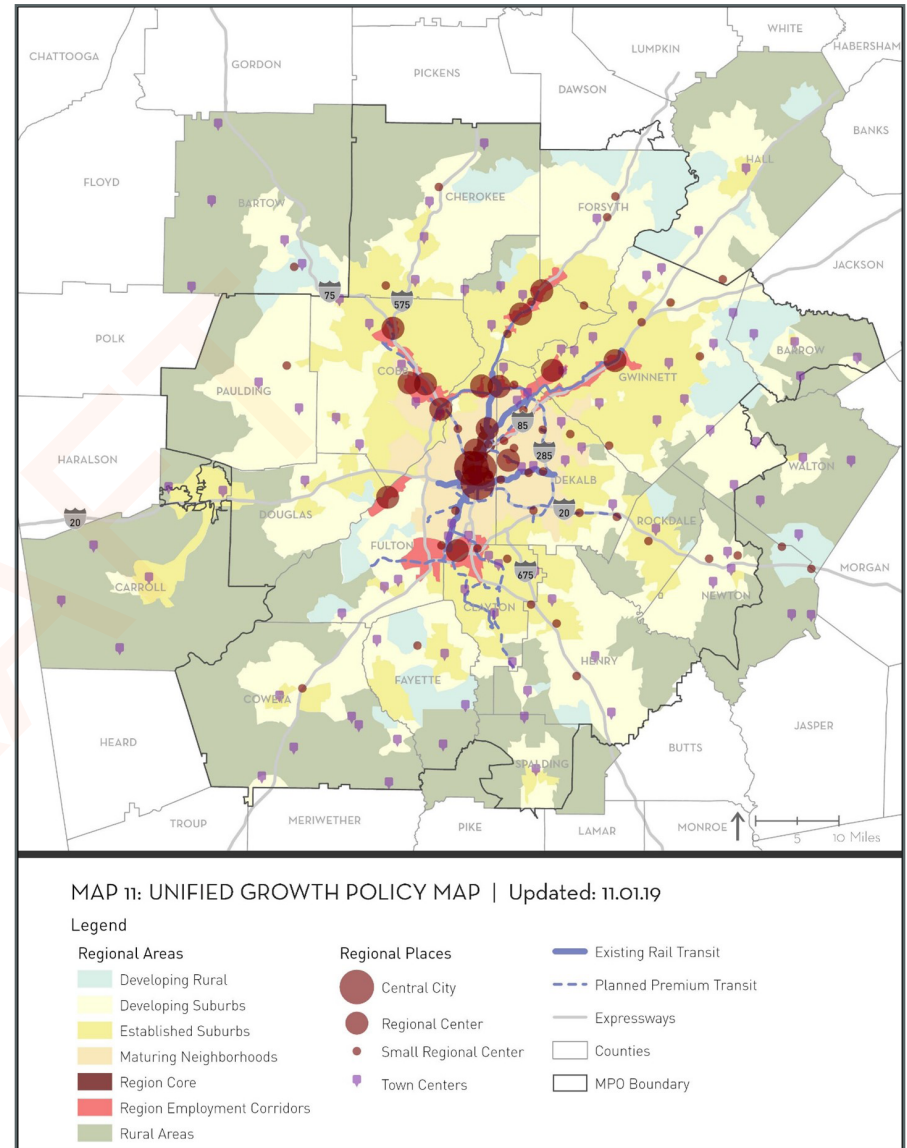 WHITE
LUMPKIN
HABERSHAM
CHATTOOGA
GORDON
PICKENS
DAWSON
BANKS
HALL
FLOYD
CHEROKEE
BARTOW
FORSYTH
JACKSON
75
575
POLK
BARROW
COBB
GWINNETT
PAULDING
85
HARALSON
285
WALTON
DEKALB
20
DOUGLAS
20
ROCKDALE
FULTON
MORGAN
675
CARROLL
NEWTON
CLAYTON
HENRY
FAYETTE
COWETA
JASPER
HEARD
BUTTS
SPALDING
TROUP
MERIWETHER
PIKE
LAMAR
MONROE
0 5 10 Miles
MAP 11: UNIFIED GROWTH POLICY MAP | Updated: 11.01.19
Legend
Regional Areas
Developing Rural
Developing Suburbs
Established Suburbs
Maturing Neighborhoods
Region Core
Region Employment Corridors
Rural Areas
Regional Places
Central City
Regional Center
Small Regional Center
Town Centers
Existing Rail Transit
Planned Premium Transit
Expressways
Counties
MPO Boundary